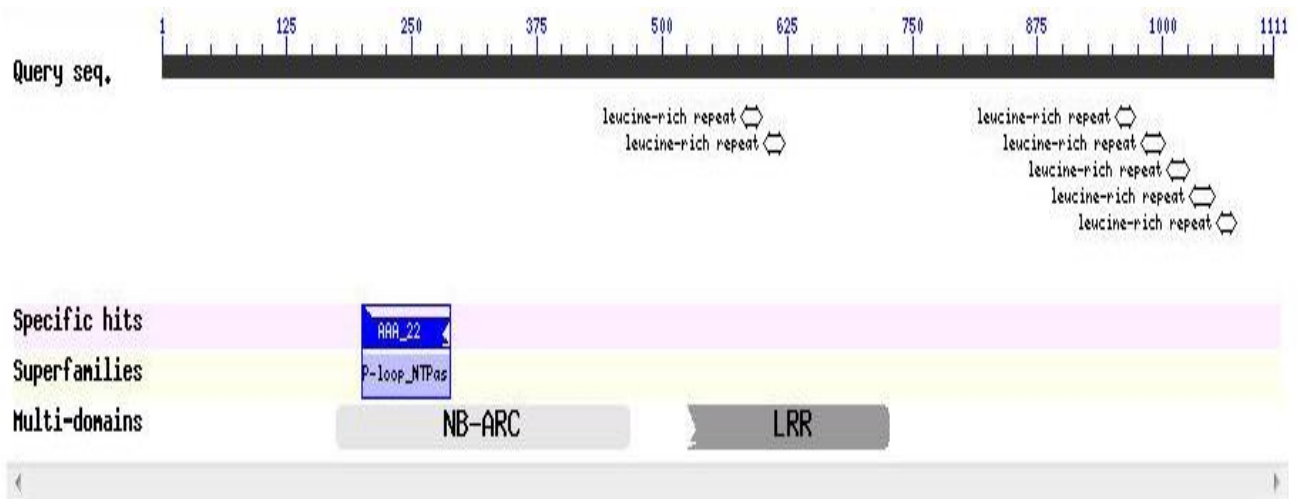 1 125 250 375 500 625 750 875 1000 1111
Query seq.
leucine-rich repeat leucine-rich repeat
leucine-rich repeat leucine-rich repeat
leucine-rich repeat
leucine-rich repeat
leucine-rich repeat
Specific hits AAA_22
Superfamilies P-loop_NTPas
Multi-domains NB-ARC LRR